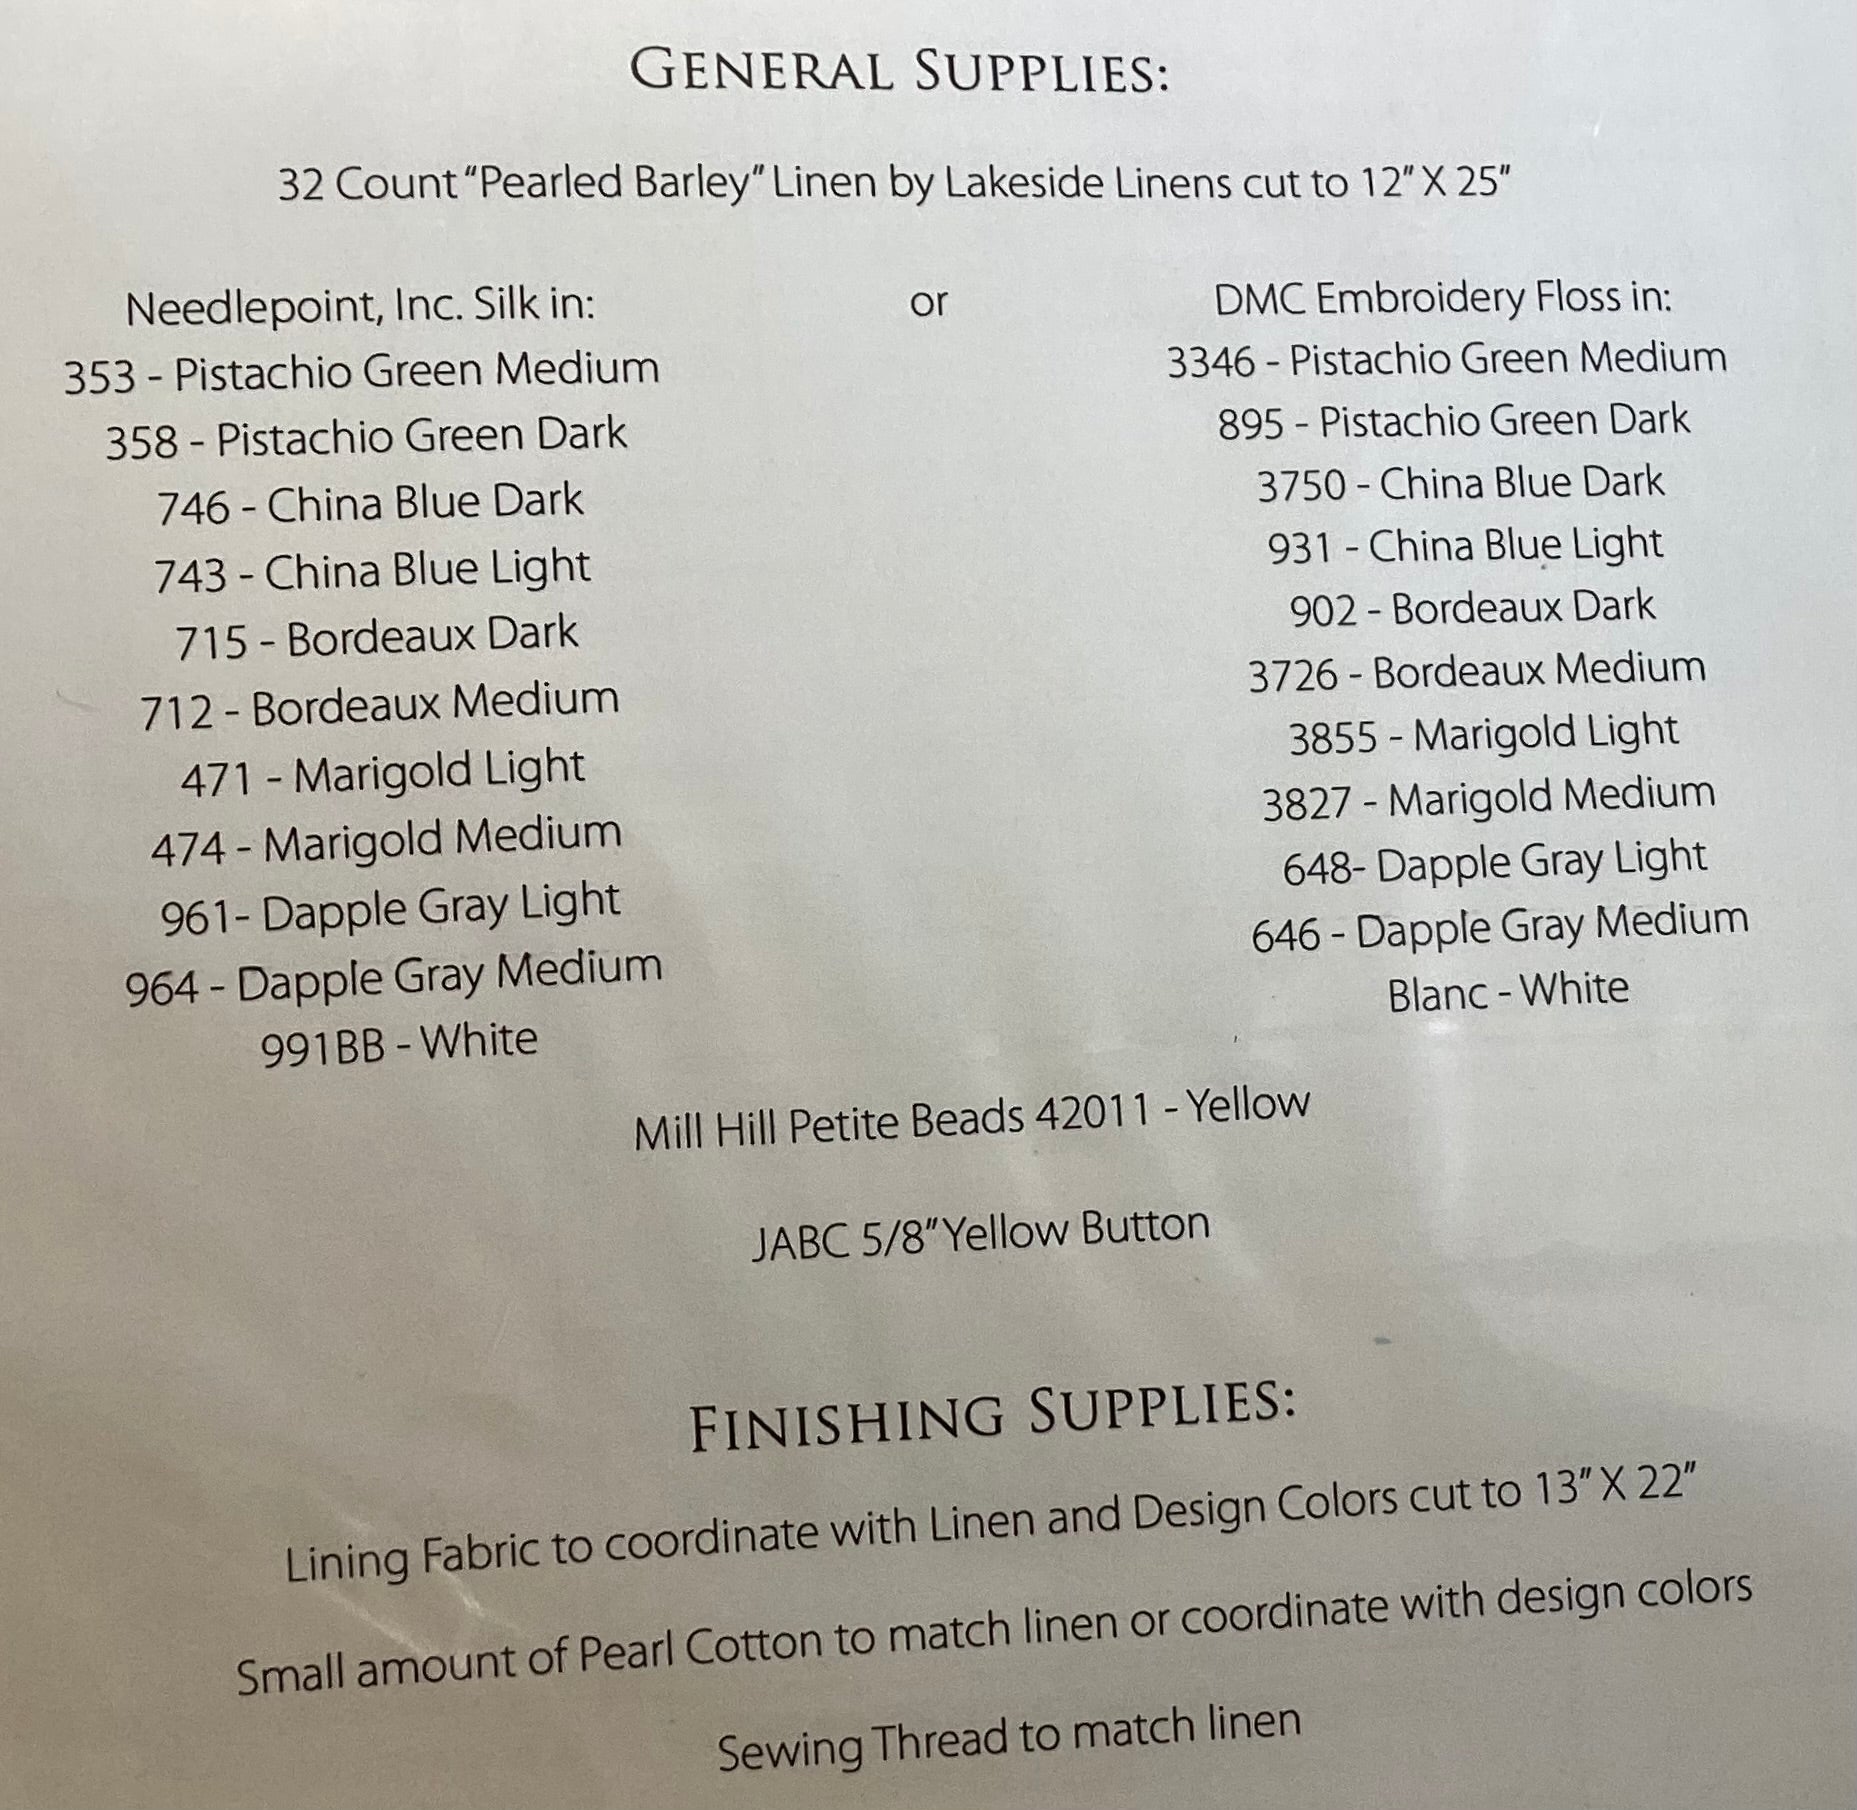 GENERAL SUPPLIES:
32 Count "Pearled Barley" Linen by Lakeside Linens cut to 12" X 25"
Needlepoint, Inc. Silk in:
353 - Pistachio Green Medium
358 - Pistachio Green Dark
746 - China Blue Dark
743 - China Blue Light
715 - Bordeaux Dark
712 - Bordeaux Medium
471 - Marigold Light
474 - Marigold Medium
961- Dapple Gray Light
964 - Dapple Gray Medium
991BB - White
or
DMC Embroidery Floss in:
3346 - Pistachio Green Medium
895 - Pistachio Green Dark
3750 - China Blue Dark
931 - China Blue Light
902 - Bordeaux Dark
3726 - Bordeaux Medium
3855 - Marigold Light
3827 - Marigold Medium
648- Dapple Gray Light
646 - Dapple Gray Medium
Blanc - White
Mill Hill Petite Beads 42011 - Yellow
JABC 5/8" Yellow Button
FINISHING SUPPLIES:
Lining Fabric to coordinate with Linen and Design Colors cut to 13" X 22"
Small amount of Pearl Cotton to match linen or coordinate with design colors
Sewing Thread to match linen